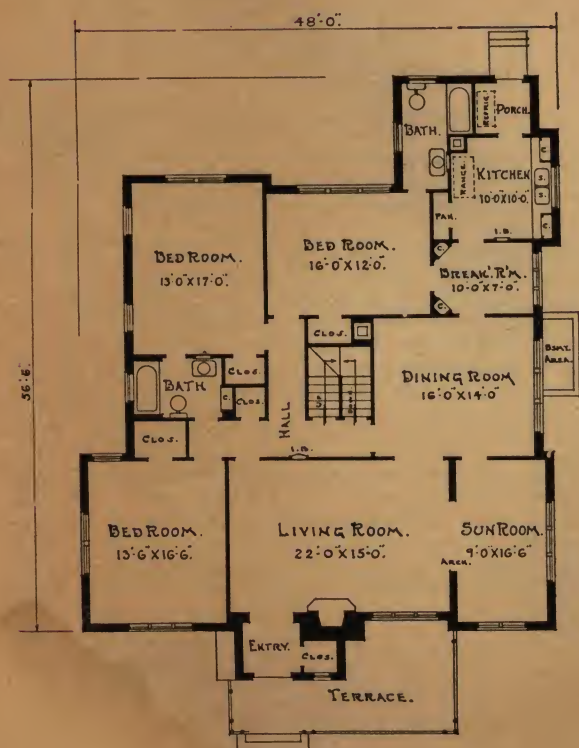 48'-0".
56'-6"
BATH.
REFRIG.
PORCH.
RANGE.
KITCHEN
10'-0"X10'-0".
C.
S.
S.
C.
PAN.
I.B.
BED ROOM.
13'-0"X17'-0".
BED ROOM.
16'-0"X12'-0".
C.
BREAK. R'M.
10'-0"X7'-0".
C.
CLOS.
BSMT.
AREA.
BATH
CLOS.
C.
CLOS.
HALL
UP
DOWN
DINING ROOM
16'-0"X14'-0"
CLOS.
I.B.
BED ROOM.
13'-6"X16'-6".
LIVING ROOM.
22'-0"X15'-0".
SUN ROOM.
9'-0"X16'-6"
ARCH.
ENTRY.
CLOS.
TERRACE.